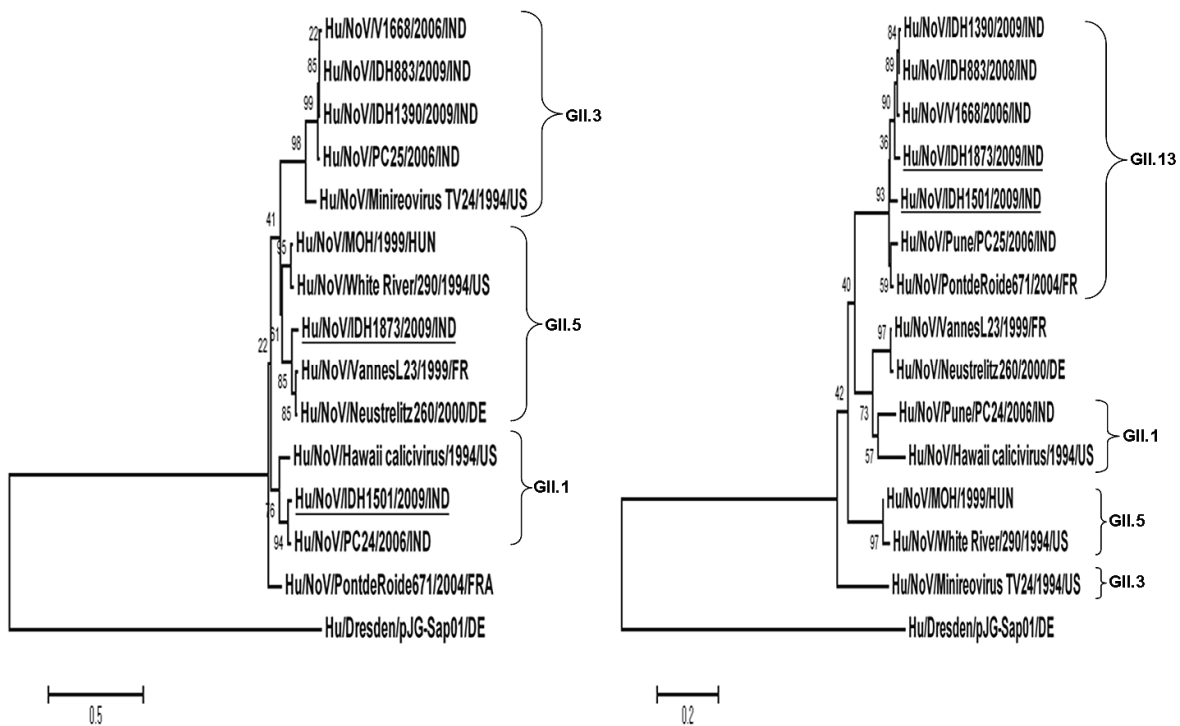 22
Hu/NoV/V1668/2006/IND
85
Hu/NoV/IDH883/2009/IND
99
Hu/NoV/IDH1390/2009/IND
98
Hu/NoV/PC25/2006/IND
Hu/NoV/Minireovirus TV24/1994/US
GII.3
41
95
Hu/NoV/MOH/1999/HUN
Hu/NoV/White River/290/1994/US
61
Hu/NoV/IDH1873/2009/IND
22
85
Hu/NoV/VannesL23/1999/FR
85
Hu/NoV/Neustrelitz260/2000/DE
GII.5
Hu/NoV/Hawaii calicivirus/1994/US
76
Hu/NoV/IDH1501/2009/IND
94
Hu/NoV/PC24/2006/IND
GII.1
Hu/NoV/PontdeRoide671/2004/FRA
Hu/Dresden/pJG-Sap01/DE
0.5
84
Hu/NoV/IDH1390/2009/IND
89
Hu/NoV/IDH883/2008/IND
90
Hu/NoV/V1668/2006/IND
36
Hu/NoV/IDH1873/2009/IND
93
Hu/NoV/IDH1501/2009/IND
Hu/NoV/Pune/PC25/2006/IND
59
Hu/NoV/PontdeRoide671/2004/FR
GII.13
40
97
Hu/NoV/VannesL23/1999/FR
Hu/NoV/Neustrelitz260/2000/DE
42
73
Hu/NoV/Pune/PC24/2006/IND
57
Hu/NoV/Hawaii calicivirus/1994/US
GII.1
Hu/NoV/MOH/1999/HUN
97
Hu/NoV/White River/290/1994/US
GII.5
Hu/NoV/Minireovirus TV24/1994/US
GII.3
Hu/Dresden/pJG-Sap01/DE
0.2